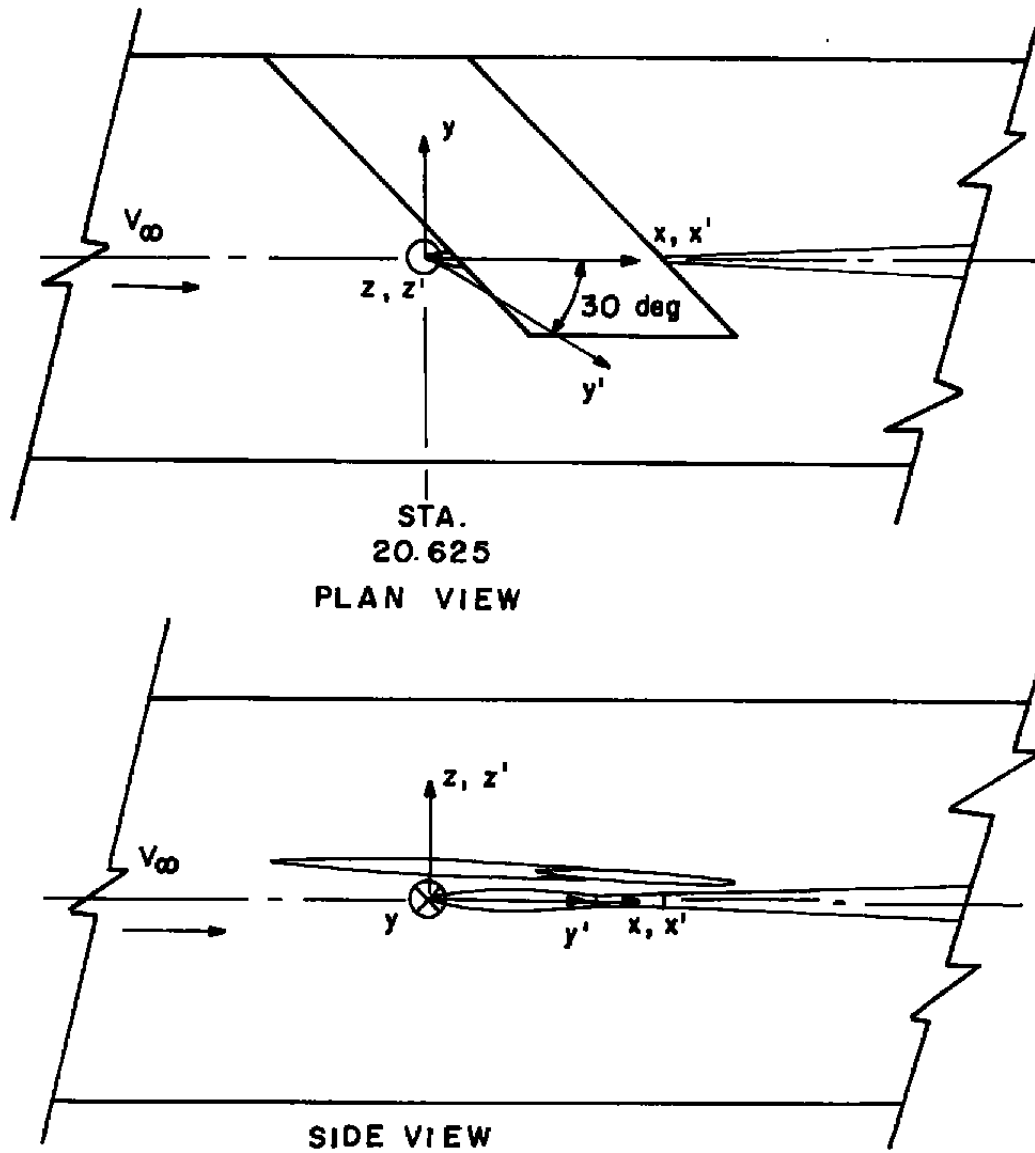 y
V∞
x, x'
z, z'
30 deg
y'
STA.
20.625
PLAN VIEW
z, z'
V∞
y
y'
x, x'
SIDE VIEW